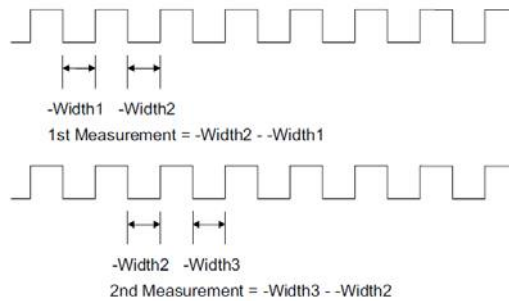 -Width1 -Width2
1st Measurement = -Width2 - -Width1
-Width2 -Width3
2nd Measurement = -Width3 - -Width2